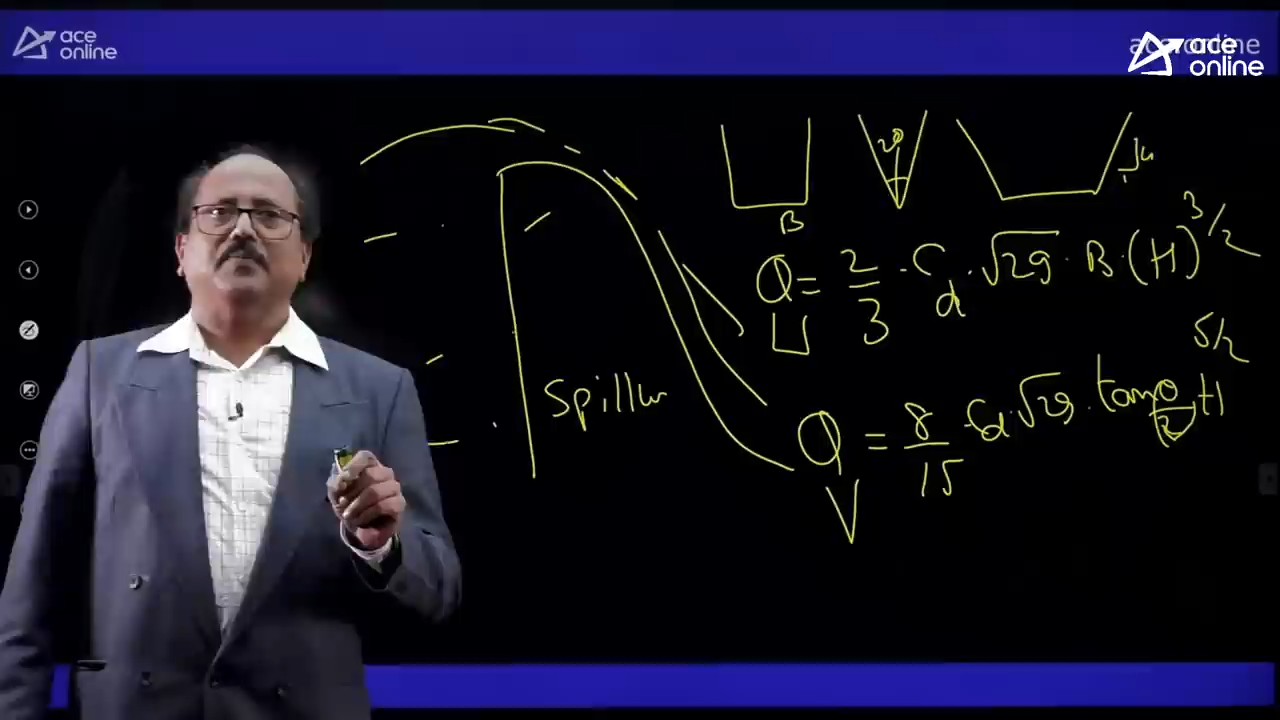 ace
online
ace
online
2θ
B
Q = 2/3 · Cd · √2g · B · (H)^3/2
Q = 8/15 · Cd · √2g · tan θ/2 H^5/2